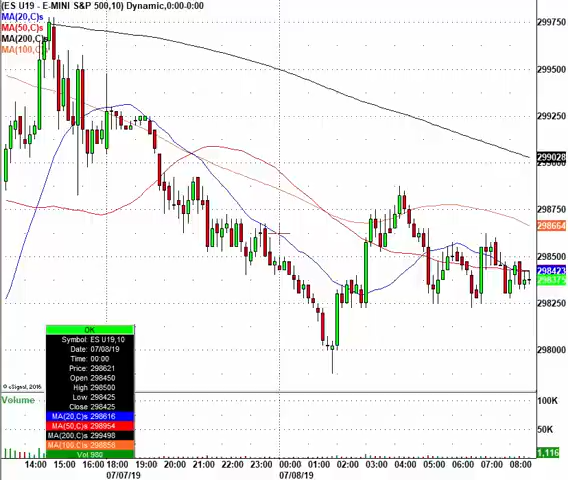 (ES U19 - E-MINI S&P 500,10) Dynamic,0:00-0:00
MA(20,C)s
MA(50,C)s
MA(200,C)s
MA(100,C)s
299750
299500
299250
299028
299000
298750
298664
298500
298423
298375
298250
298000
OK
Symbol: ES U19,10
Date: 07/08/19
Time: 00:00
Price: 298621
Open 298450
High 298500
Low 298425
Close 298425
MA(20,C)s 298616
MA(50,C)s 298954
MA(200,C)s 299498
MA(100,C)s 298856
Vol 980
© eSignal, 2016
Volume
100K
50K
1,116
14:00 15:00 16:00 18:00 19:00 20:00 21:00 22:00 23:00 00:00 01:00 02:00 03:00 04:00 05:00 06:00 07:00 08:00
07/07/19 07/08/19